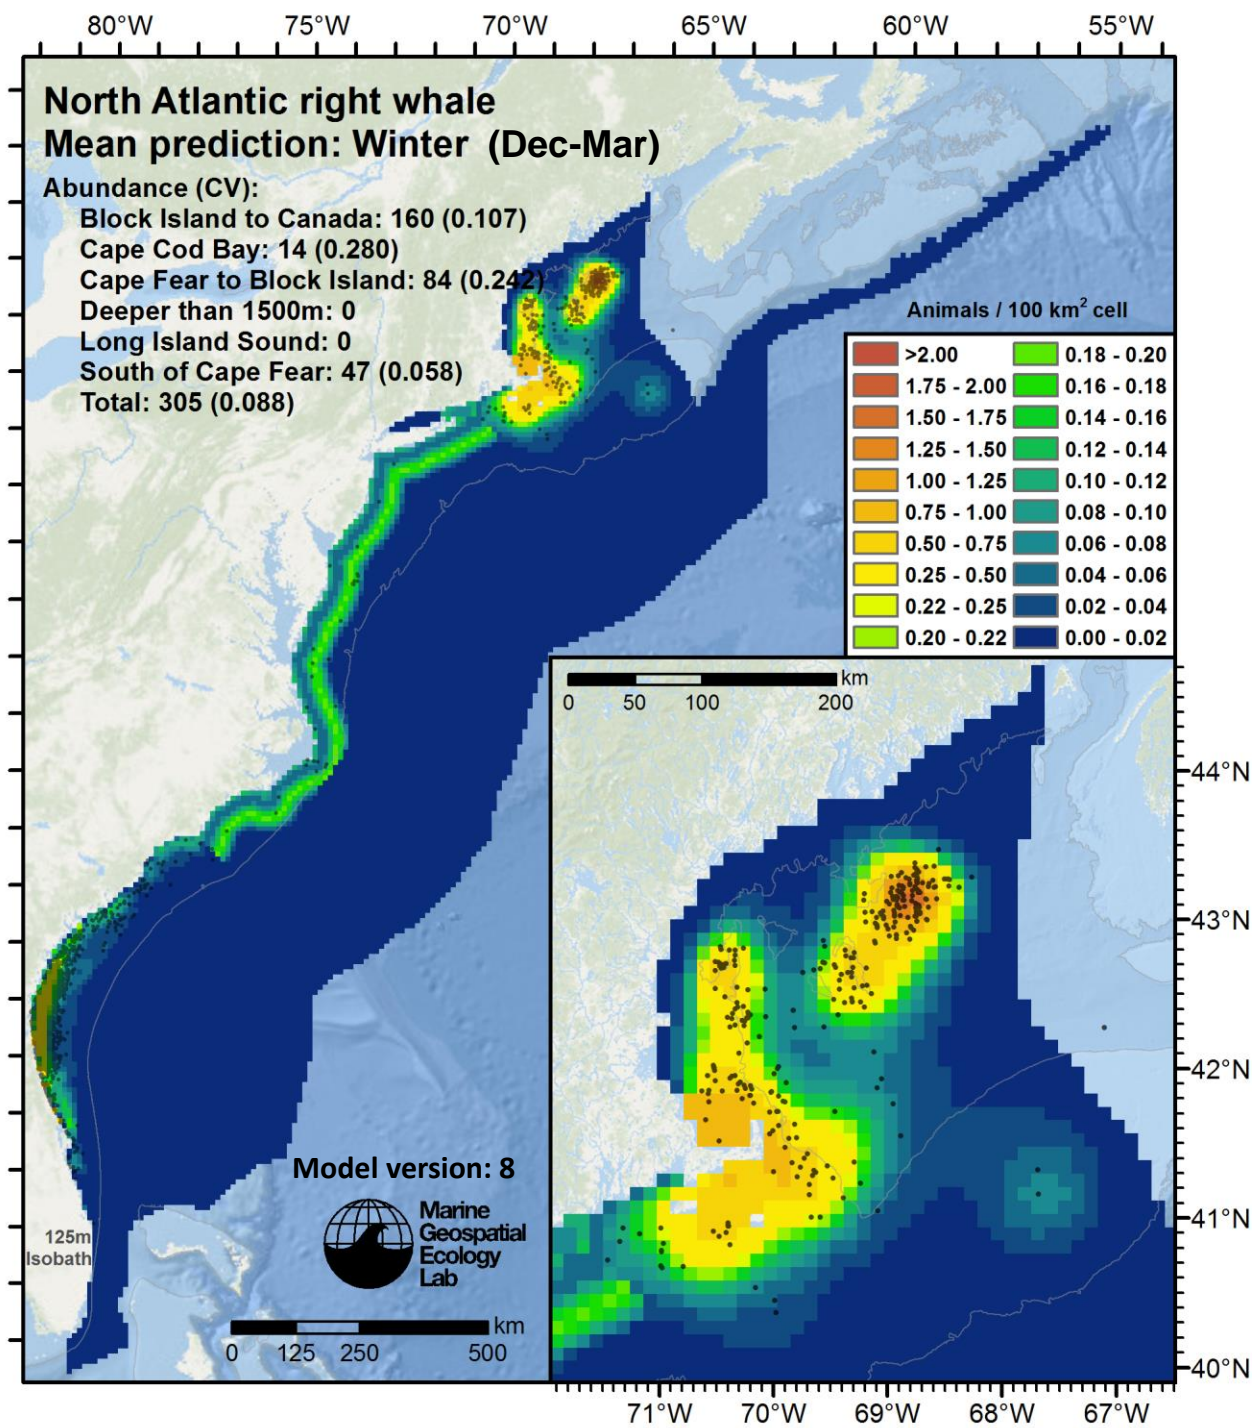 80°W 75°W 70°W 65°W 60°W 55°W
North Atlantic right whale
Mean prediction: Winter (Dec-Mar)
Abundance (CV):
Block Island to Canada: 160 (0.107)
Cape Cod Bay: 14 (0.280)
Cape Fear to Block Island: 84 (0.242)
Deeper than 1500m: 0
Long Island Sound: 0
South of Cape Fear: 47 (0.058)
Total: 305 (0.088)
Animals / 100 km² cell
>2.00 0.18 - 0.20
1.75 - 2.00 0.16 - 0.18
1.50 - 1.75 0.14 - 0.16
1.25 - 1.50 0.12 - 0.14
1.00 - 1.25 0.10 - 0.12
0.75 - 1.00 0.08 - 0.10
0.50 - 0.75 0.06 - 0.08
0.25 - 0.50 0.04 - 0.06
0.22 - 0.25 0.02 - 0.04
0.20 - 0.22 0.00 - 0.02
km
0 50 100 200
44°N
43°N
42°N
41°N
40°N
71°W 70°W 69°W 68°W 67°W
Model version: 8
Marine
Geospatial
Ecology
Lab
125m
Isobath
km
0 125 250 500